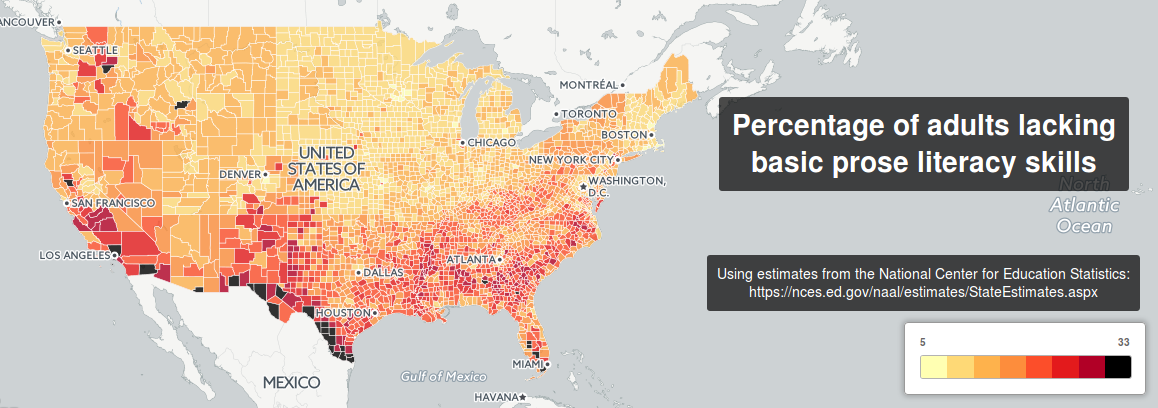 Percentage of adults lacking
basic prose literacy skills
Using estimates from the National Center for Education Statistics:
https://nces.ed.gov/naal/estimates/StateEstimates.aspx
5 33
ANCOUVER
SEATTLE
MONTRÉAL
TORONTO
BOSTON
CHICAGO
NEW YORK CITY
UNITED
STATES OF
AMERICA
DENVER
WASHINGTON,
D.C.
SAN FRANCISCO
North
Atlantic
Ocean
LOS ANGELES
ATLANTA
DALLAS
HOUSTON
MIAMI
MEXICO
Gulf of Mexico
HAVANA